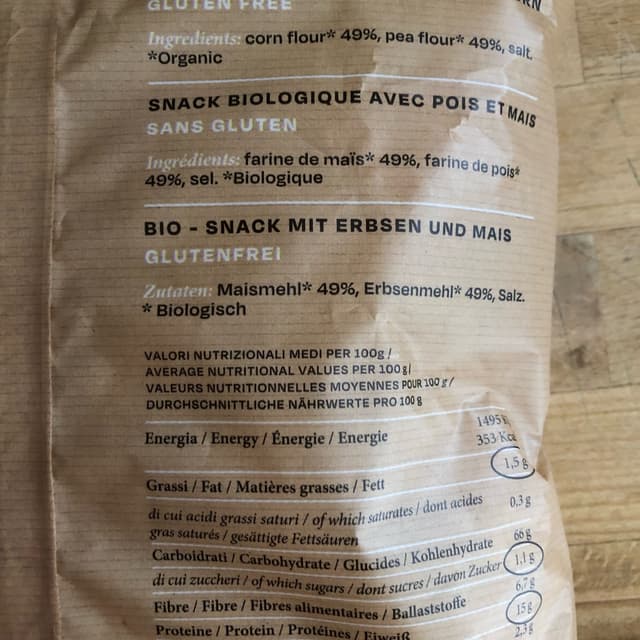 GLUTEN FREE
Ingredients: corn flour* 49%, pea flour* 49%, salt.
*Organic
SNACK BIOLOGIQUE AVEC POIS ET MAIS
SANS GLUTEN
Ingrédients: farine de maïs* 49%, farine de pois*
49%, sel. *Biologique
BIO - SNACK MIT ERBSEN UND MAIS
GLUTENFREI
Zutaten: Maismehl* 49%, Erbsenmehl* 49%, Salz.
* Biologisch
VALORI NUTRIZIONALI MEDI PER 100g /
AVERAGE NUTRITIONAL VALUES PER 100 g/
VALEURS NUTRITIONNELLES MOYENNES POUR 100 g /
DURCHSCHNITTLICHE NÄHRWERTE PRO 100 g
1495
Energia / Energy / Énergie / Energie 353 Kcal
1,5 g
Grassi / Fat / Matières grasses / Fett
di cui acidi grassi saturi / of which saturates / dont acides 0,3 g
gras saturés / gesättigte Fettsäuren
66 g
Carboidrati / Carbohydrate / Glucides / Kohlenhydrate
1,1 g
di cui zuccheri / of which sugars / dont sucres / davon Zucker
6,7 g
Fibre / Fibre / Fibres alimentaires / Ballaststoffe
15 g
Proteine / Protein / Protéines / Eiweiß 2,3 g